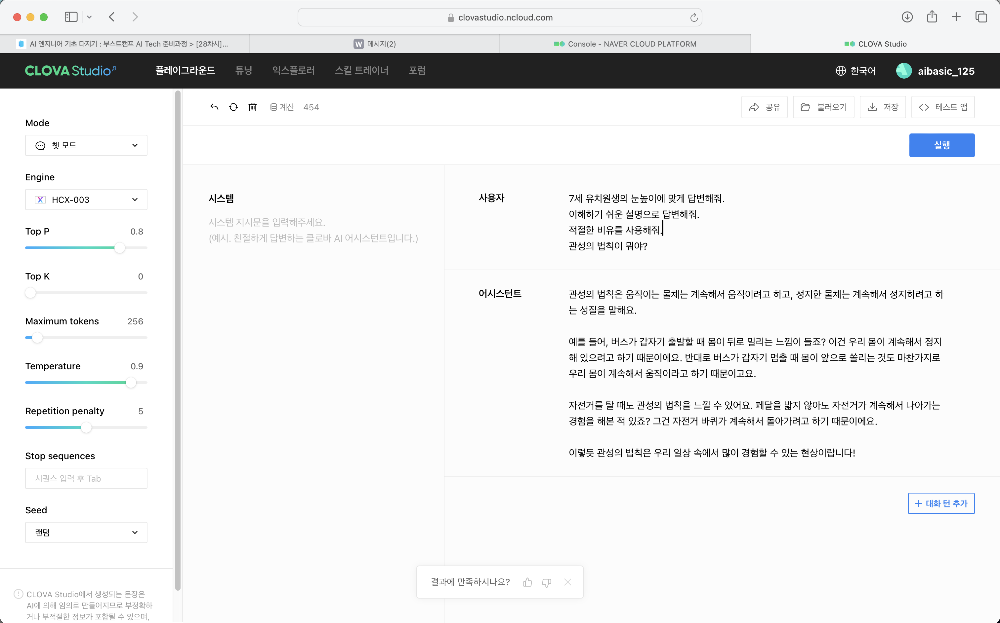 clovastudio.ncloud.com
AI 엔지니어 기초 다지기 : 부스트캠프 AI Tech 준비과정 > [28차시]...
W 메시지(2)
Console - NAVER CLOUD PLATFORM
CLOVA Studio
CLOVA Studio β
플레이그라운드
튜닝
익스플로러
스킬 트레이너
포럼
한국어
aibasic_125
계산 454
공유
불러오기
저장
테스트 앱
실행
Mode
챗 모드
Engine
X HCX-003
Top P 0.8
Top K 0
Maximum tokens 256
Temperature 0.9
Repetition penalty 5
Stop sequences
시퀀스 입력 후 Tab
Seed
랜덤
CLOVA Studio에서 생성되는 문장은
AI에 의해 임의로 만들어지므로 부정확하
거나 부적절한 정보가 포함될 수 있으며,
시스템
시스템 지시문을 입력해주세요.
(예시. 친절하게 답변하는 클로바 AI 어시스턴트입니다.)
사용자
7세 유치원생의 눈높이에 맞게 답변해줘.
이해하기 쉬운 설명으로 답변해줘.
적절한 비유를 사용해줘.
관성의 법칙이 뭐야?
어시스턴트
관성의 법칙은 움직이는 물체는 계속해서 움직이려고 하고, 정지한 물체는 계속해서 정지하려고 하
는 성질을 말해요.
예를 들어, 버스가 갑자기 출발할 때 몸이 뒤로 밀리는 느낌이 들죠? 이건 우리 몸이 계속해서 정지
해 있으려고 하기 때문이에요. 반대로 버스가 갑자기 멈출 때 몸이 앞으로 쏠리는 것도 마찬가지로
우리 몸이 계속해서 움직이라고 하기 때문이고요.
자전거를 탈 때도 관성의 법칙을 느낄 수 있어요. 페달을 밟지 않아도 자전거가 계속해서 나아가는
경험을 해본 적 있죠? 그건 자전거 바퀴가 계속해서 돌아가려고 하기 때문이에요.
이렇듯 관성의 법칙은 우리 일상 속에서 많이 경험할 수 있는 현상이랍니다!
+ 대화 턴 추가
결과에 만족하시나요?